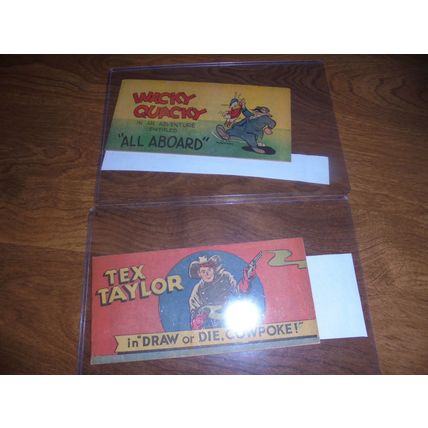 WACKY
QUACKY
IN AN ADVENTURE
ENTITLED
"ALL ABOARD"
TEX
TAYLOR
in "DRAW or DIE, COWPOKE!"